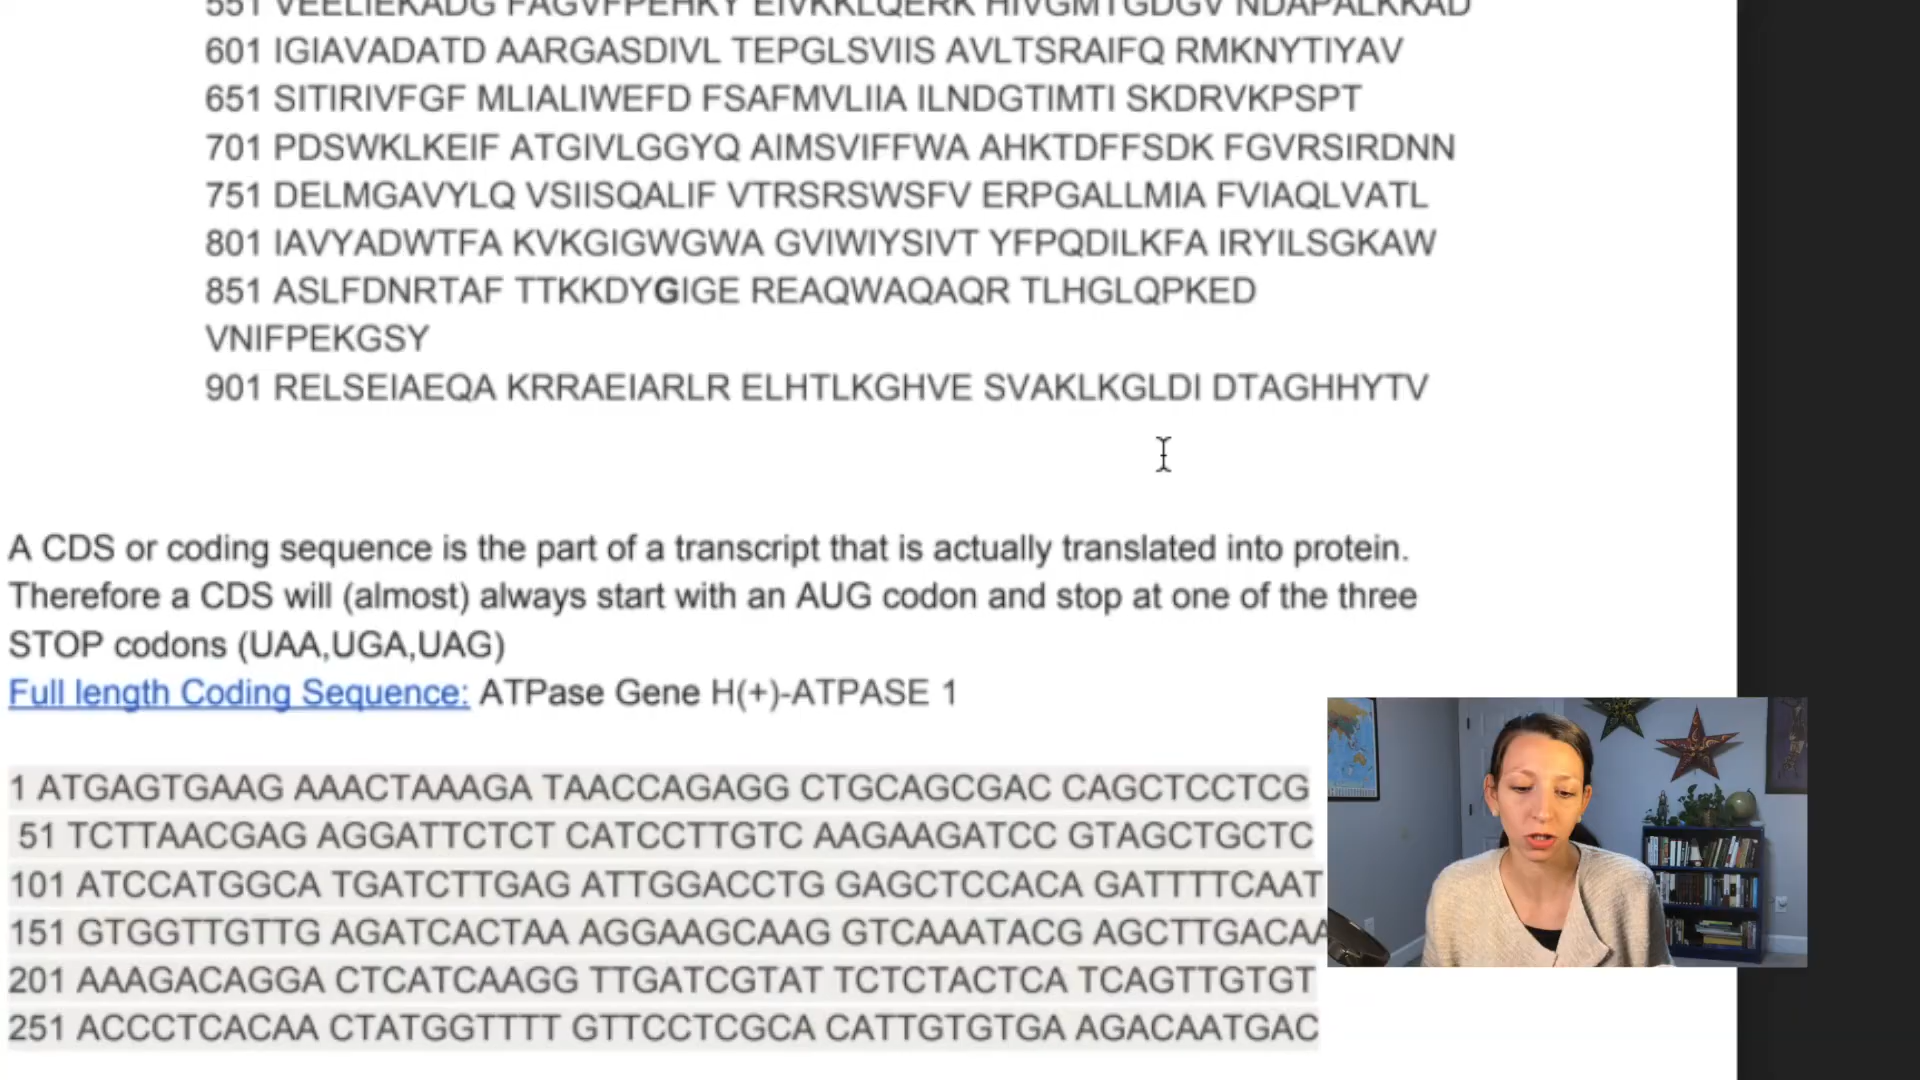 551 VEELIEKADG FAGVFPEHKY EIVKKLQERK HIVGMTGDGV NDAPALKKAD
601 IGIAVADATD AARGASDIVL TEPGLSVIIS AVLTSRAIFQ RMKNYTIYAV
651 SITIRIVFGF MLIALIWEFD FSAFMVLIIA ILNDGTIMTI SKDRVKPSPT
701 PDSWKLKEIF ATGIVLGGYQ AIMSVIFFWA AHKTDFFSDK FGVRSIRDNN
751 DELMGAVYLQ VSIISQALIF VTRSRSWSFV ERPGALLMIA FVIAQLVATL
801 IAVYADWTFA KVKGIGWGWA GVIWIYSIVT YFPQDILKFA IRYILSGKAW
851 ASLFDNRTAF TTKKDYGIGE REAQWAQAQR TLHGLQPKED
VNIFPEKGSY
901 RELSEIAEQA KRRAEIARLR ELHTLKGHVE SVAKLKGLDI DTAGHHYTV
A CDS or coding sequence is the part of a transcript that is actually translated into protein.
Therefore a CDS will (almost) always start with an AUG codon and stop at one of the three
STOP codons (UAA,UGA,UAG)
Full length Coding Sequence: ATPase Gene H(+)-ATPASE 1
1 ATGAGTGAAG AAACTAAAGA TAACCAGAGG CTGCAGCGAC CAGCTCCTCG
51 TCTTAACGAG AGGATTCTCT CATCCTTGTC AAGAAGATCC GTAGCTGCTC
101 ATCCATGGCA TGATCTTGAG ATTGGACCTG GAGCTCCACA GATTTTCAAT
151 GTGGTTGTTG AGATCACTAA AGGAAGCAAG GTCAAATACG AGCTTGACAA
201 AAAGACAGGA CTCATCAAGG TTGATCGTAT TCTCTACTCA TCAGTTGTGT
251 ACCCTCACAA CTATGGTTTT GTTCCTCGCA CATTGTGTGA AGACAATGAC